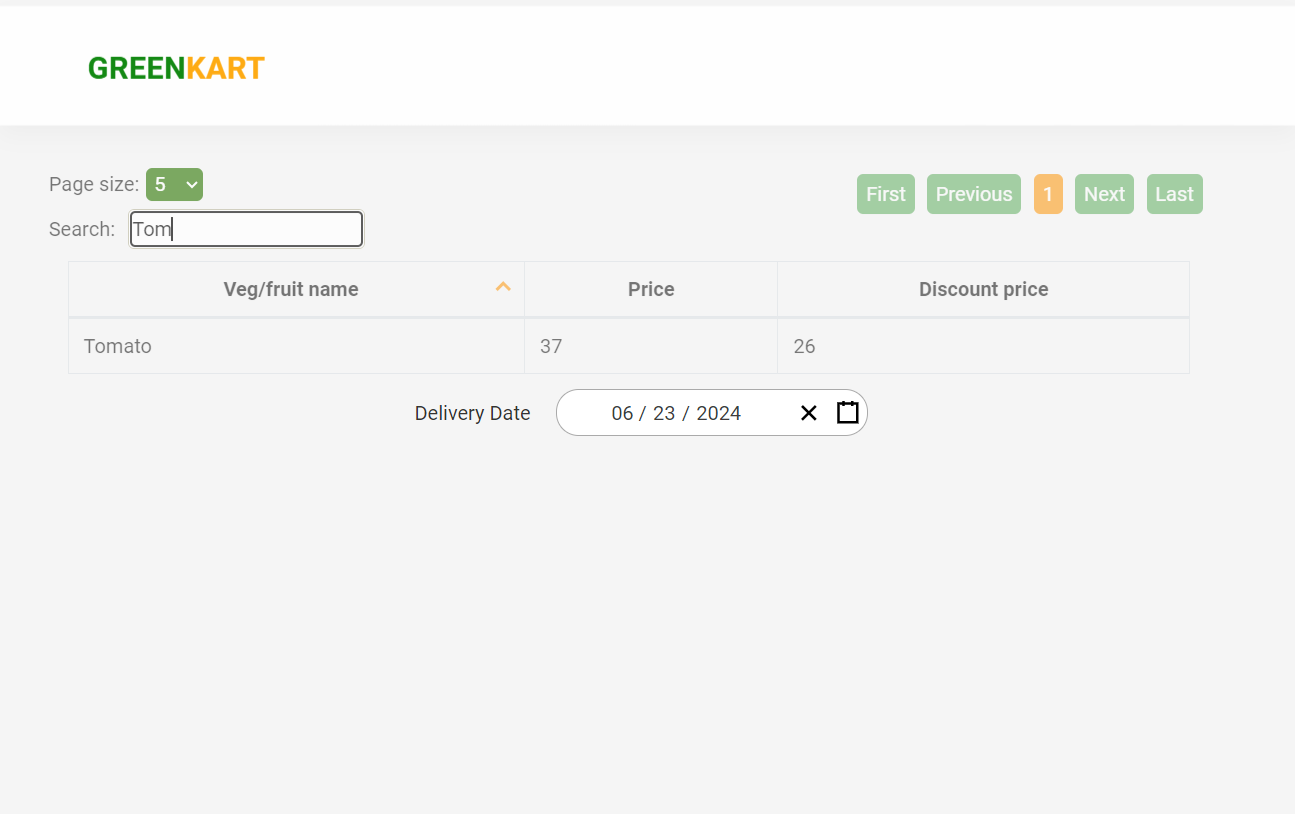 GREENKART
Page size: 5
First Previous 1 Next Last
Search: Tom
Veg/fruit name Price Discount price
Tomato 37 26
Delivery Date 06 / 23 / 2024